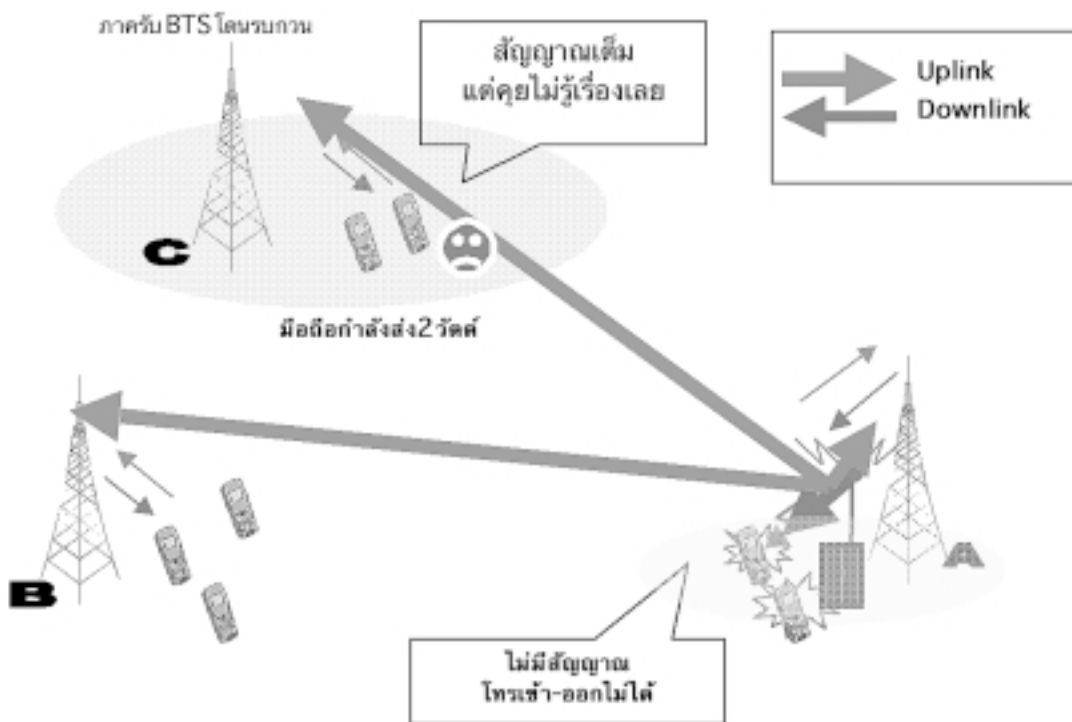 ภาครับ BTS โดนรบกวน
สัญญาณเต็ม
แต่คุยไม่รู้เรื่องเลย
Uplink
Downlink
C
มือถือกำลังส่ง2วัตต์
B
A
ไม่มีสัญญาณ
โทรเข้า-ออกไม่ได้